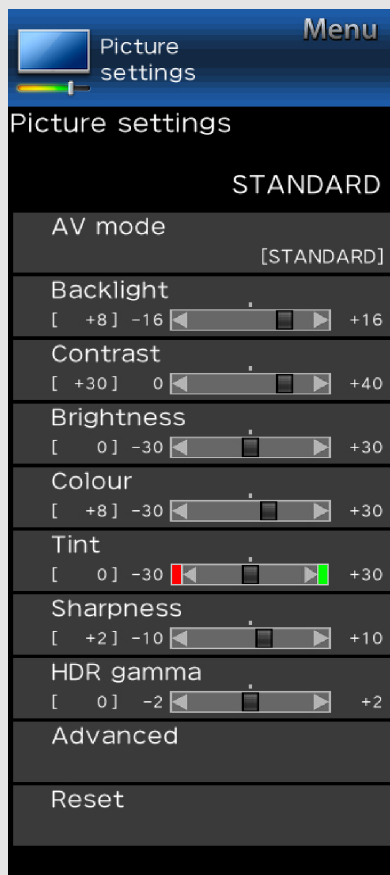 Menu
Picture
settings
Picture settings
STANDARD
AV mode
[STANDARD]
Backlight
[ +8] -16 +16
Contrast
[ +30] 0 +40
Brightness
[ 0] -30 +30
Colour
[ +8] -30 +30
Tint
[ 0] -30 +30
Sharpness
[ +2] -10 +10
HDR gamma
[ 0] -2 +2
Advanced
Reset